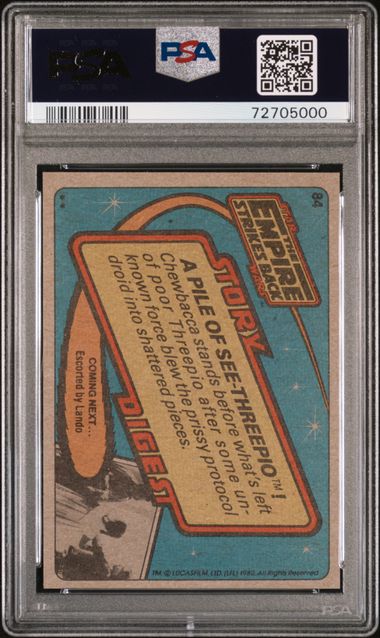 PSA
PSA
72705000
84
STAR WARS
THE
EMPIRE
STRIKES BACK
STORY
A PILE OF SEE-THREEPIO™!
Chewbacca stands before what's left
of poor Threepio after some un-
known force blew the prissy protocol
droid into shattered pieces.
DIGEST
COMING NEXT...
Escorted by Lando
TM, © LUCASFILM, LTD. (LFL) 1980. All Rights Reserved
**